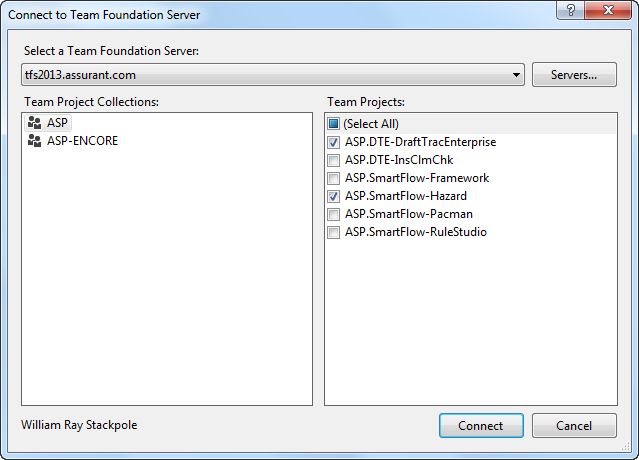 Connect to Team Foundation Server
Select a Team Foundation Server:
tfs2013.assurant.com
Servers...
Team Project Collections:
ASP
ASP-ENCORE
Team Projects:
(Select All)
ASP.DTE-DraftTracEnterprise
ASP.DTE-InsClmChk
ASP.SmartFlow-Framework
ASP.SmartFlow-Hazard
ASP.SmartFlow-Pacman
ASP.SmartFlow-RuleStudio
William Ray Stackpole
Connect
Cancel